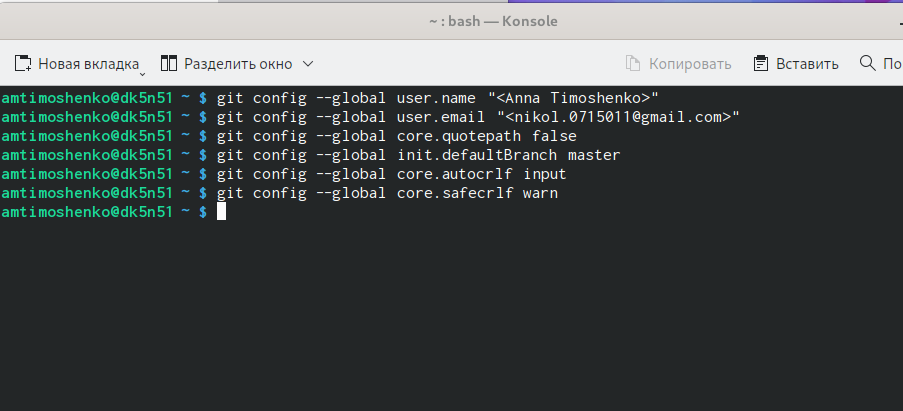 ~ : bash — Konsole
Новая вкладка Разделить окно Копировать Вставить По
amtimoshenko@dk5n51 ~ $ git config --global user.name "<Anna Timoshenko>"
amtimoshenko@dk5n51 ~ $ git config --global user.email "<nikol.0715011@gmail.com>"
amtimoshenko@dk5n51 ~ $ git config --global core.quotepath false
amtimoshenko@dk5n51 ~ $ git config --global init.defaultBranch master
amtimoshenko@dk5n51 ~ $ git config --global core.autocrlf input
amtimoshenko@dk5n51 ~ $ git config --global core.safecrlf warn
amtimoshenko@dk5n51 ~ $